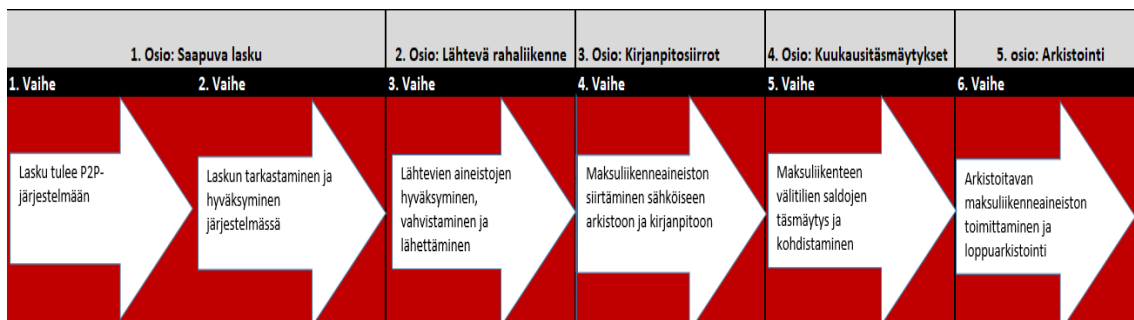 1. Osio: Saapuva lasku
2. Osio: Lähtevä rahaliikenne
3. Osio: Kirjanpitosiirrot
4. Osio: Kuukausitäsmäytykset
5. osio: Arkistointi
1. Vaihe
2. Vaihe
3. Vaihe
4. Vaihe
5. Vaihe
6. Vaihe
Lasku tulee P2P-
järjestelmään
Laskun tarkastaminen ja
hyväksyminen
järjestelmässä
Lähtevien aineistojen
hyväksyminen,
vahvistaminen ja
lähettäminen
Maksuliikenneaineiston
siirtäminen sähköiseen
arkistoon ja kirjanpitoon
Maksuliikenteen
välitilien saldojen
täsmäytys ja
kohdistaminen
Arkistoitavan
maksuliikenneaineiston
toimittaminen ja
loppuarkistointi